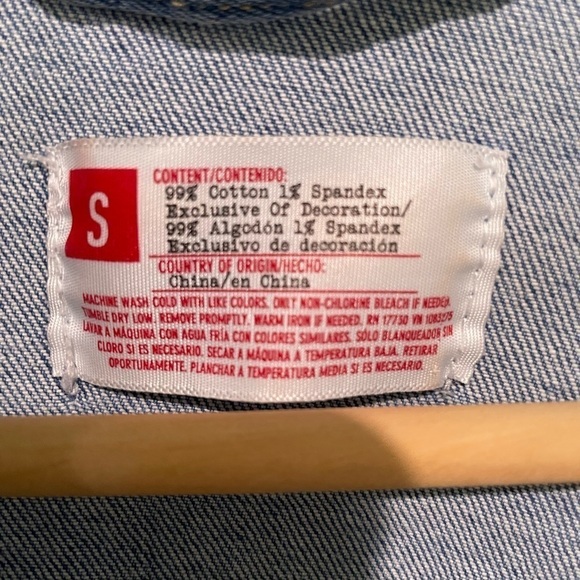 S
CONTENT/CONTENIDO:
99% Cotton 1% Spandex
Exclusive Of Decoration/
99% Algodón 1% Spandex
Exclusivo de decoración
COUNTRY OF ORIGIN/HECHO:
China/en China
MACHINE WASH COLD WITH LIKE COLORS. ONLY NON-CHLORINE BLEACH IF NEEDED.
TUMBLE DRY LOW. REMOVE PROMPTLY. WARM IRON IF NEEDED. RN 17730 VN 1083275
LAVAR A MÁQUINA CON AGUA FRÍA CON COLORES SIMILARES. SÓLO BLANQUEADOR SIN
CLORO SI ES NECESARIO. SECAR A MÁQUINA A TEMPERATURA BAJA. RETIRAR
OPORTUNAMENTE. PLANCHAR A TEMPERATURA MEDIA SI ES NECESARIO.